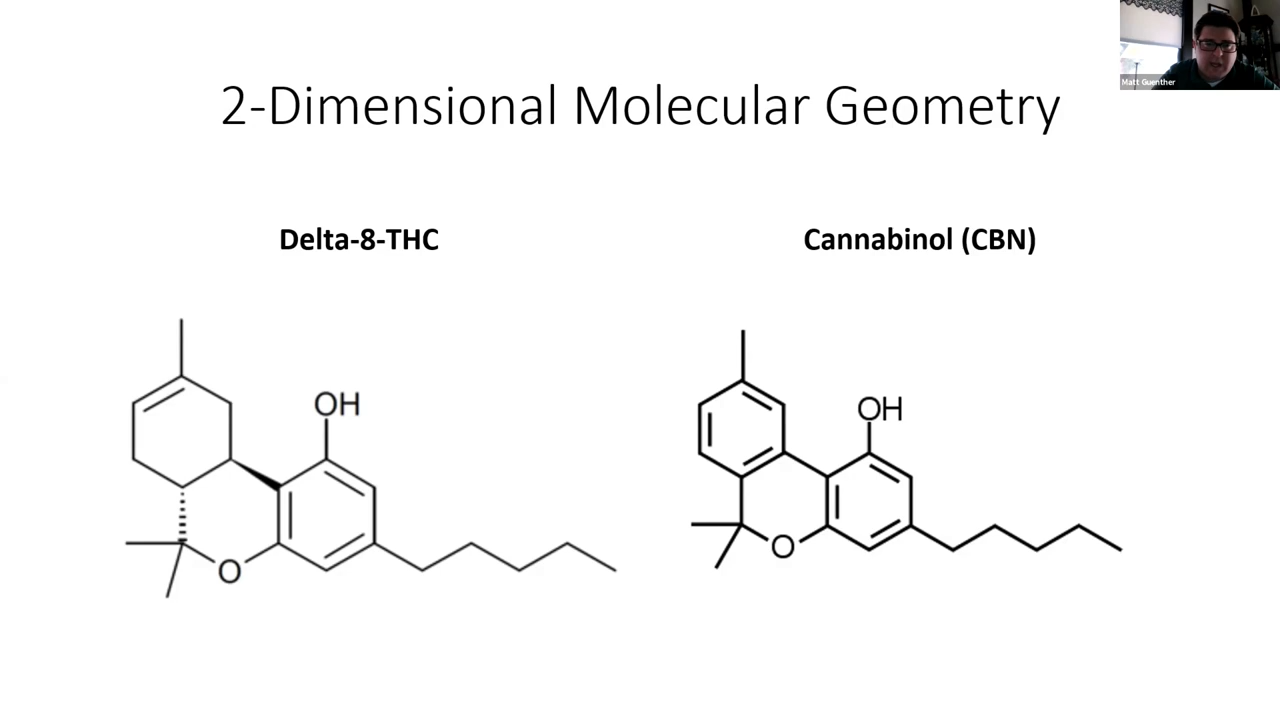 Matt Guenther
2-Dimensional Molecular Geometry
Delta-8-THC
Cannabinol (CBN)
OH
O
OH
O